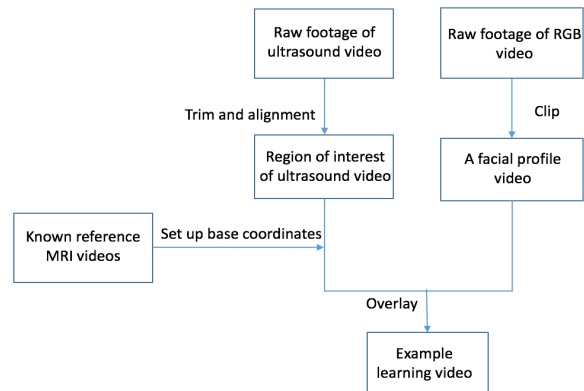 Raw footage of
ultrasound video
Raw footage of RGB
video
Trim and alignment
Clip
Region of interest
of ultrasound video
A facial profile
video
Known reference
MRI videos
Set up base coordinates
Overlay
Example
learning video